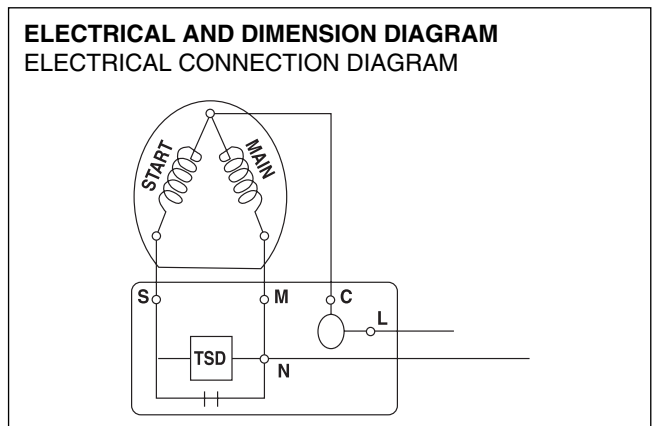 ELECTRICAL AND DIMENSION DIAGRAM
ELECTRICAL CONNECTION DIAGRAM
START
MAIN
S
M
C
L
TSD
N